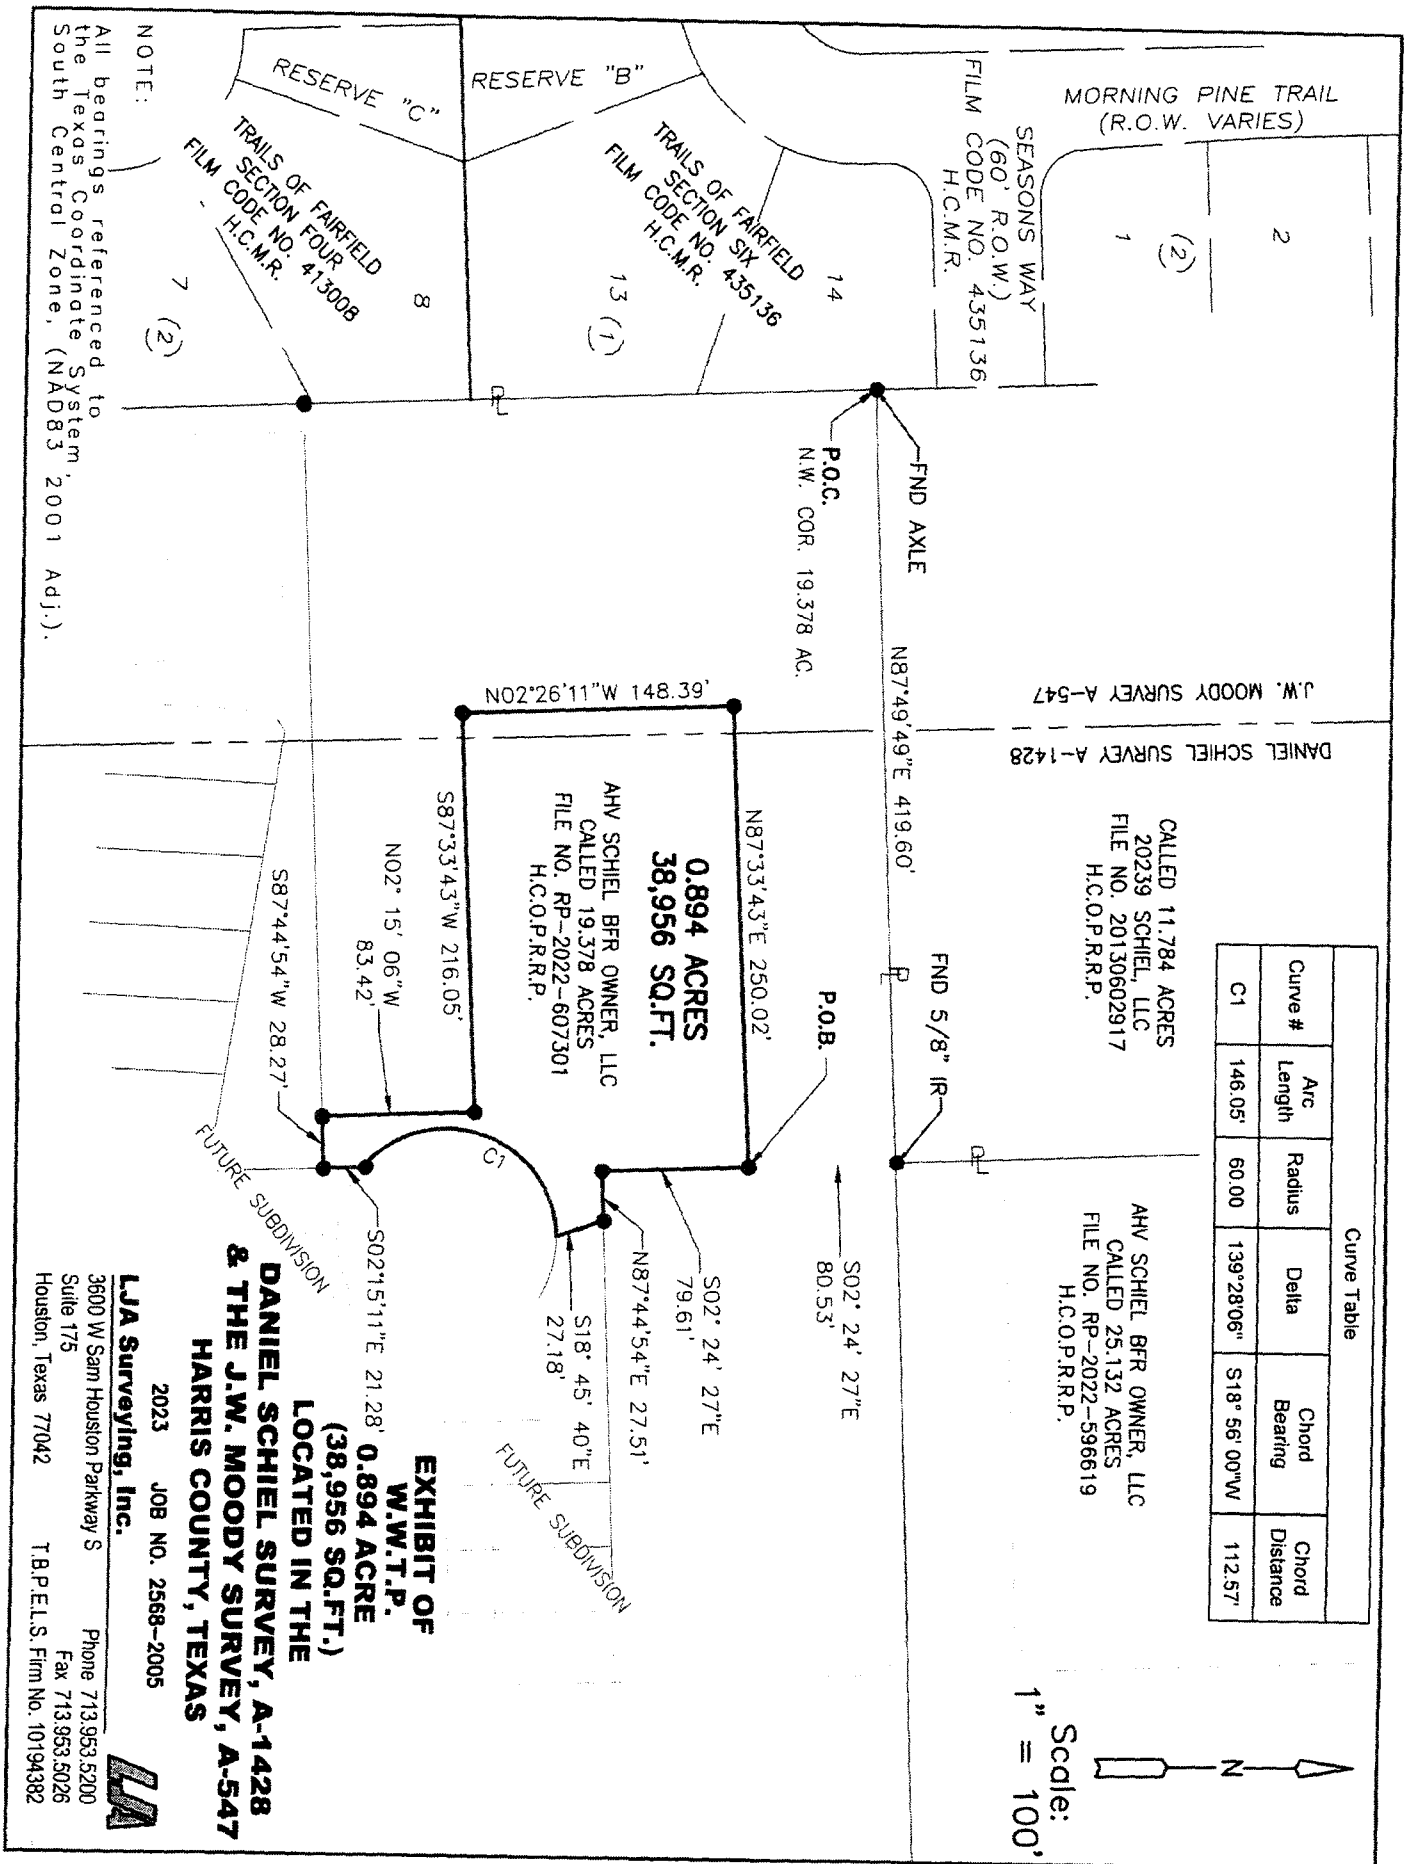 MORNING PINE TRAIL
(R.O.W. VARIES)
SEASONS WAY
(60' R.O.W.)
FILM CODE NO. 435136
H.C.M.R.
2
(2)
1
RESERVE "B"
RESERVE "C"
TRAILS OF FAIRFIELD
SECTION SIX
FILM CODE NO. 435136
H.C.M.R.
14
13 (1)
TRAILS OF FAIRFIELD
SECTION FOUR
FILM CODE NO. 413008
H.C.M.R.
8
7 (2)
NOTE:
All bearings referenced to
the Texas Coordinate System,
South Central Zone, (NAD83 2001 Adj.).
FND AXLE
P.O.C.
N.W. COR. 19.378 AC.
N87°49'49"E 419.60'
J.W. MOODY SURVEY A-547
DANIEL SCHIEL SURVEY A-1428
CALLED 11.784 ACRES
20239 SCHIEL, LLC
FILE NO. 20130602917
H.C.O.P.R.R.P.
FND 5/8" IR
P.O.B.
N02°26'11"W 148.39'
N87°33'43"E 250.02'
0.894 ACRES
38,956 SQ.FT.
AHV SCHIEL BFR OWNER, LLC
CALLED 19.378 ACRES
FILE NO. RP-2022-607301
H.C.O.P.R.R.P.
S87°33'43"W 216.05'
N02° 15' 06"W
83.42'
S87°44'54"W 28.27'
C1
FUTURE SUBDIVISION
S02°15'11"E 21.28'
S18° 45' 40"E
27.18'
N87°44'54"E 27.51'
S02° 24' 27"E
79.61'
S02° 24' 27"E
80.53'
FUTURE SUBDIVISION
AHV SCHIEL BFR OWNER, LLC
CALLED 25.132 ACRES
FILE NO. RP-2022-596619
H.C.O.P.R.R.P.
Curve Table
Curve # Arc Length Radius Delta Chord Bearing Chord Distance
C1 146.05' 60.00 139°28'06" S18° 56' 00"W 112.57'
N
Scale:
1" = 100'
EXHIBIT OF
W.W.T.P.
0.894 ACRE
(38,956 SQ.FT.)
LOCATED IN THE
DANIEL SCHIEL SURVEY, A-1428
& THE J.W. MOODY SURVEY, A-547
HARRIS COUNTY, TEXAS
2023 JOB NO. 2568-2005
LJA Surveying, Inc.
3600 W Sam Houston Parkway S Phone 713.953.5200
Suite 175 Fax 713.953.5026
Houston, Texas 77042 T.B.P.E.L.S. Firm No. 10194382
LJA